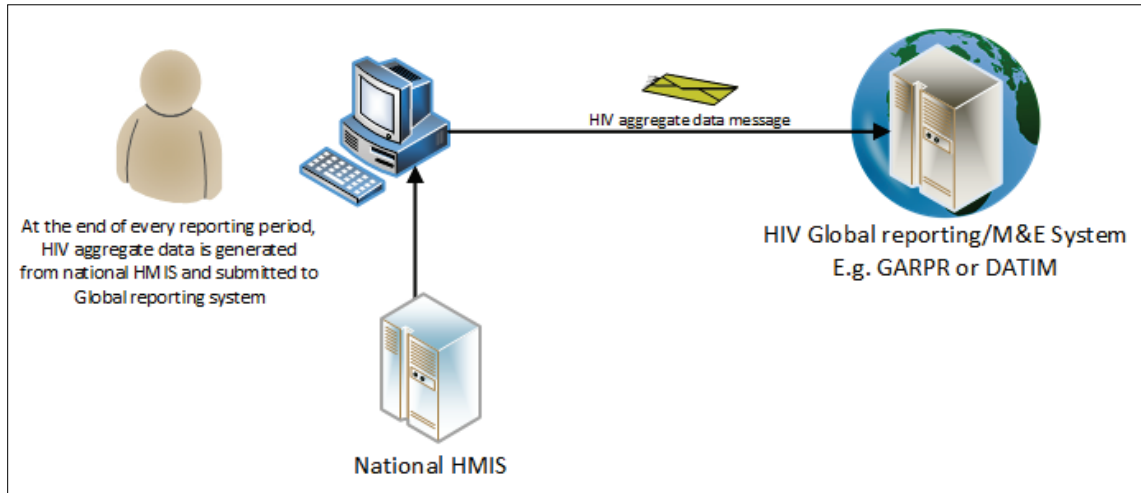 At the end of every reporting period,
HIV aggregate data is generated
from national HMIS and submitted to
Global reporting system
HIV aggregate data message
HIV Global reporting/M&E System
E.g. GARPR or DATIM
National HMIS